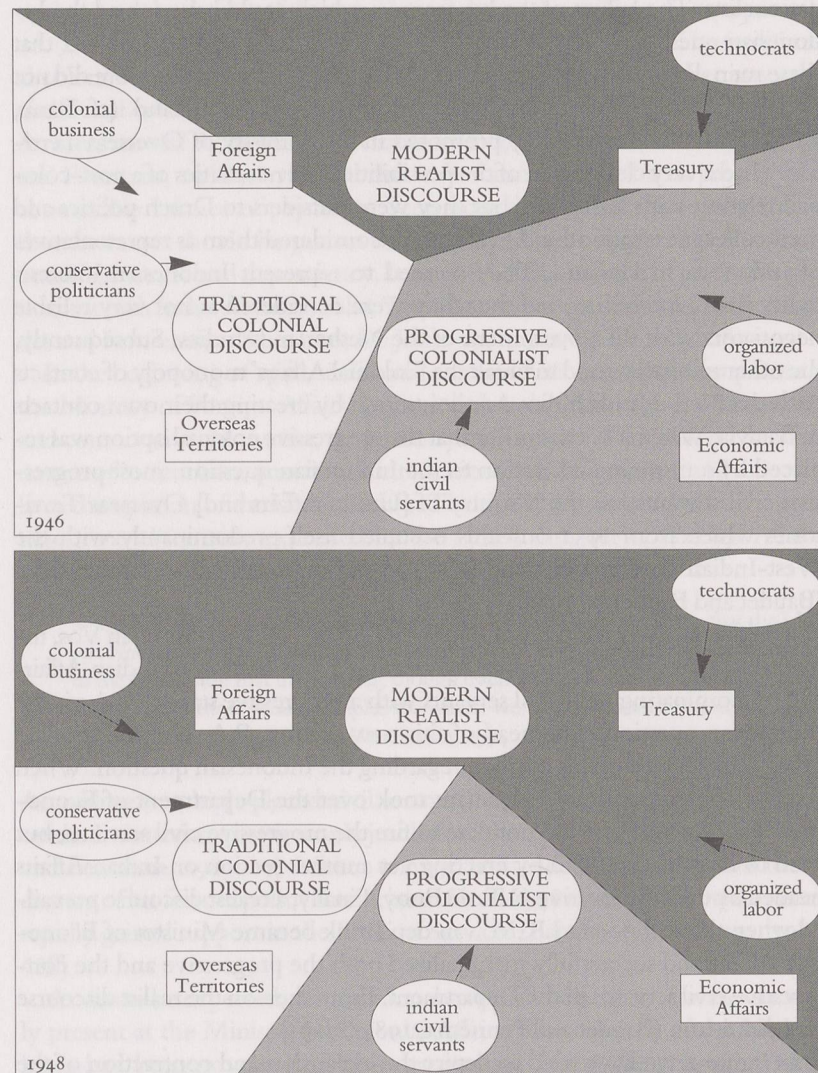 technocrats
colonial
business
Foreign
Affairs
MODERN
REALIST
DISCOURSE
Treasury
conservative
politicians
TRADITIONAL
COLONIAL
DISCOURSE
PROGRESSIVE
COLONIALIST
DISCOURSE
organized
labor
Overseas
Territories
indian
civil
servants
Economic
Affairs
1946
technocrats
colonial
business
Foreign
Affairs
MODERN
REALIST
DISCOURSE
Treasury
conservative
politicians
TRADITIONAL
COLONIAL
DISCOURSE
PROGRESSIVE
COLONIALIST
DISCOURSE
organized
labor
Overseas
Territories
indian
civil
servants
Economic
Affairs
1948